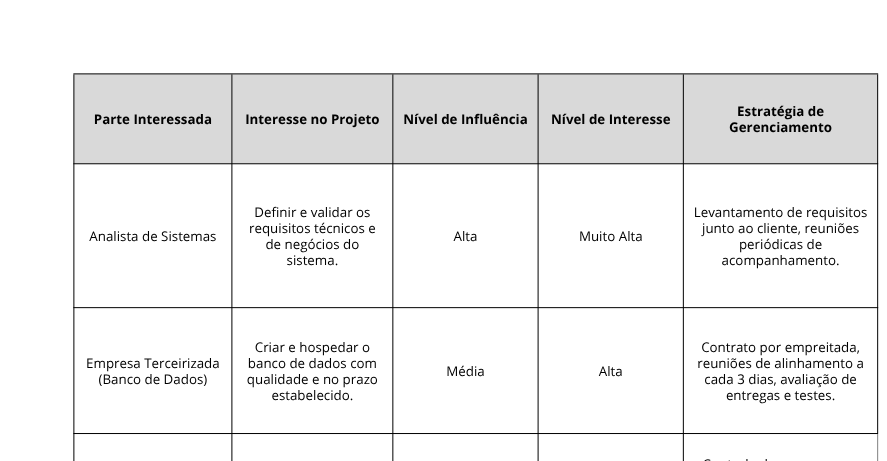 Parte Interessada
Interesse no Projeto
Nível de Influência
Nível de Interesse
Estratégia de
Gerenciamento
Analista de Sistemas
Definir e validar os
requisitos técnicos e
de negócios do
sistema.
Alta
Muito Alta
Levantamento de requisitos
junto ao cliente, reuniões
periódicas de
acompanhamento.
Empresa Terceirizada
(Banco de Dados)
Criar e hospedar o
banco de dados com
qualidade e no prazo
estabelecido.
Média
Alta
Contrato por empreitada,
reuniões de alinhamento a
cada 3 dias, avaliação de
entregas e testes.